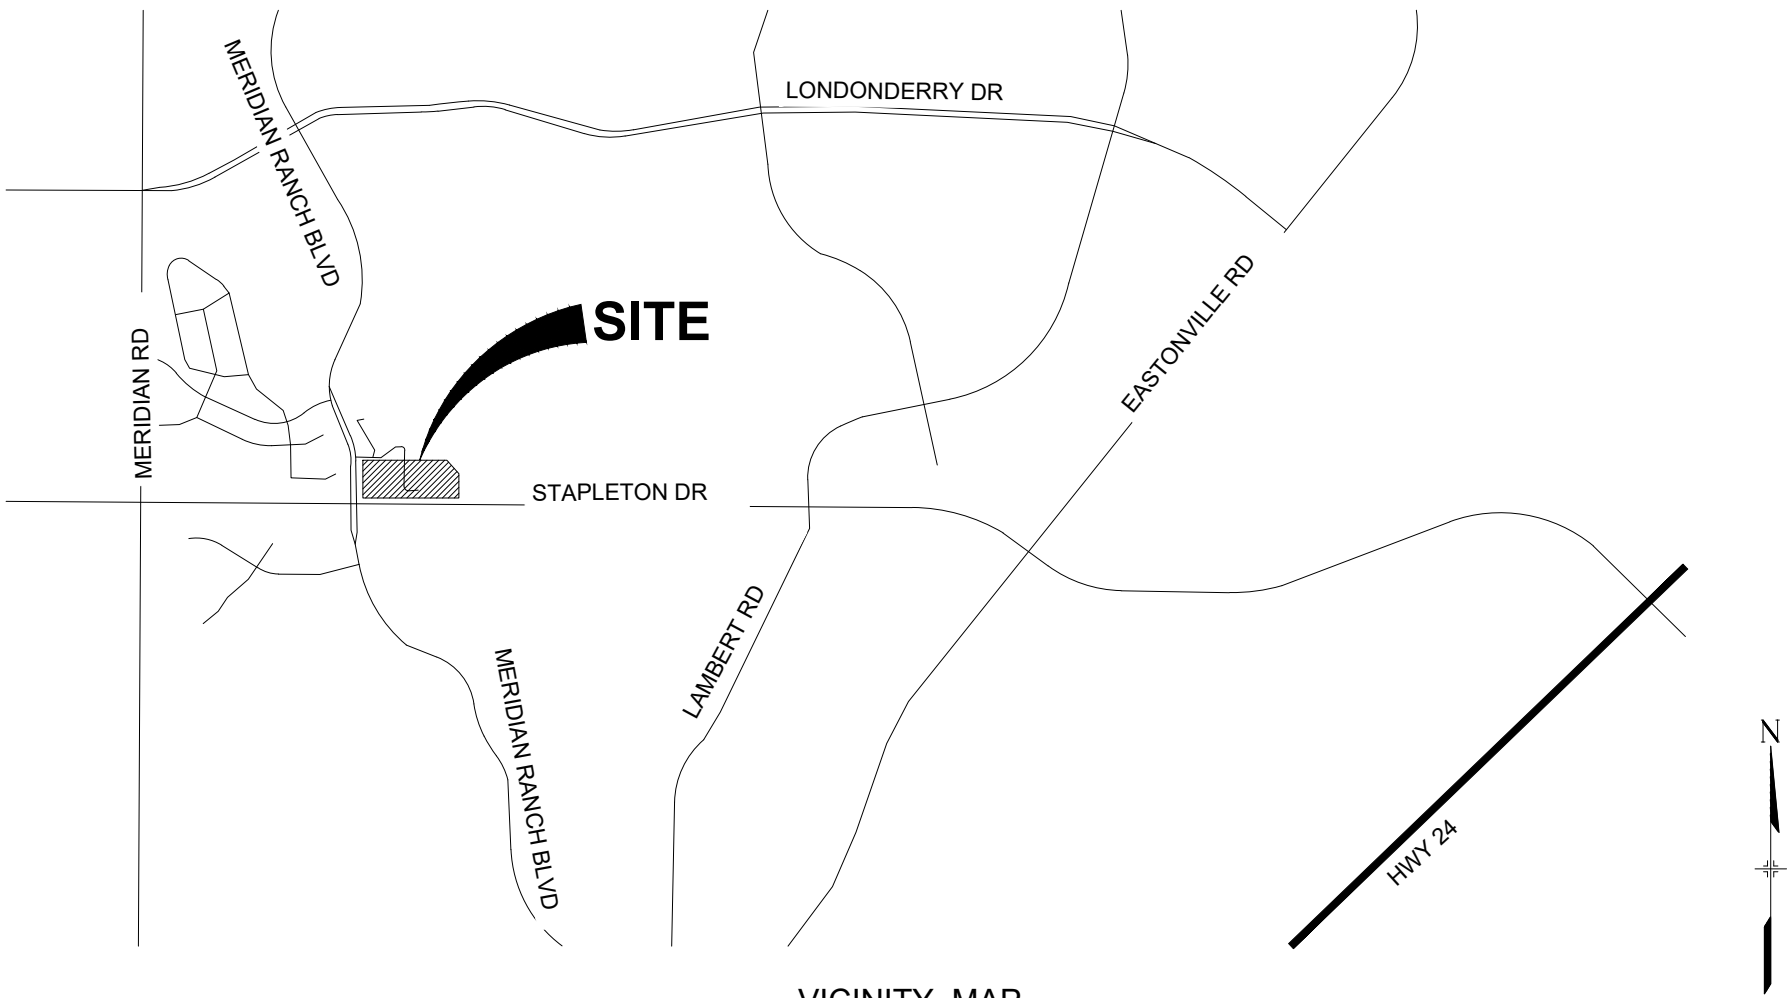 LONDONDERRY DR
MERIDIAN RANCH BLVD
SITE
EASTONVILLE RD
MERIDIAN RD
STAPLETON DR
LAMBERT RD
MERIDIAN RANCH BLVD
N
HWY 24
VICINITY MAP